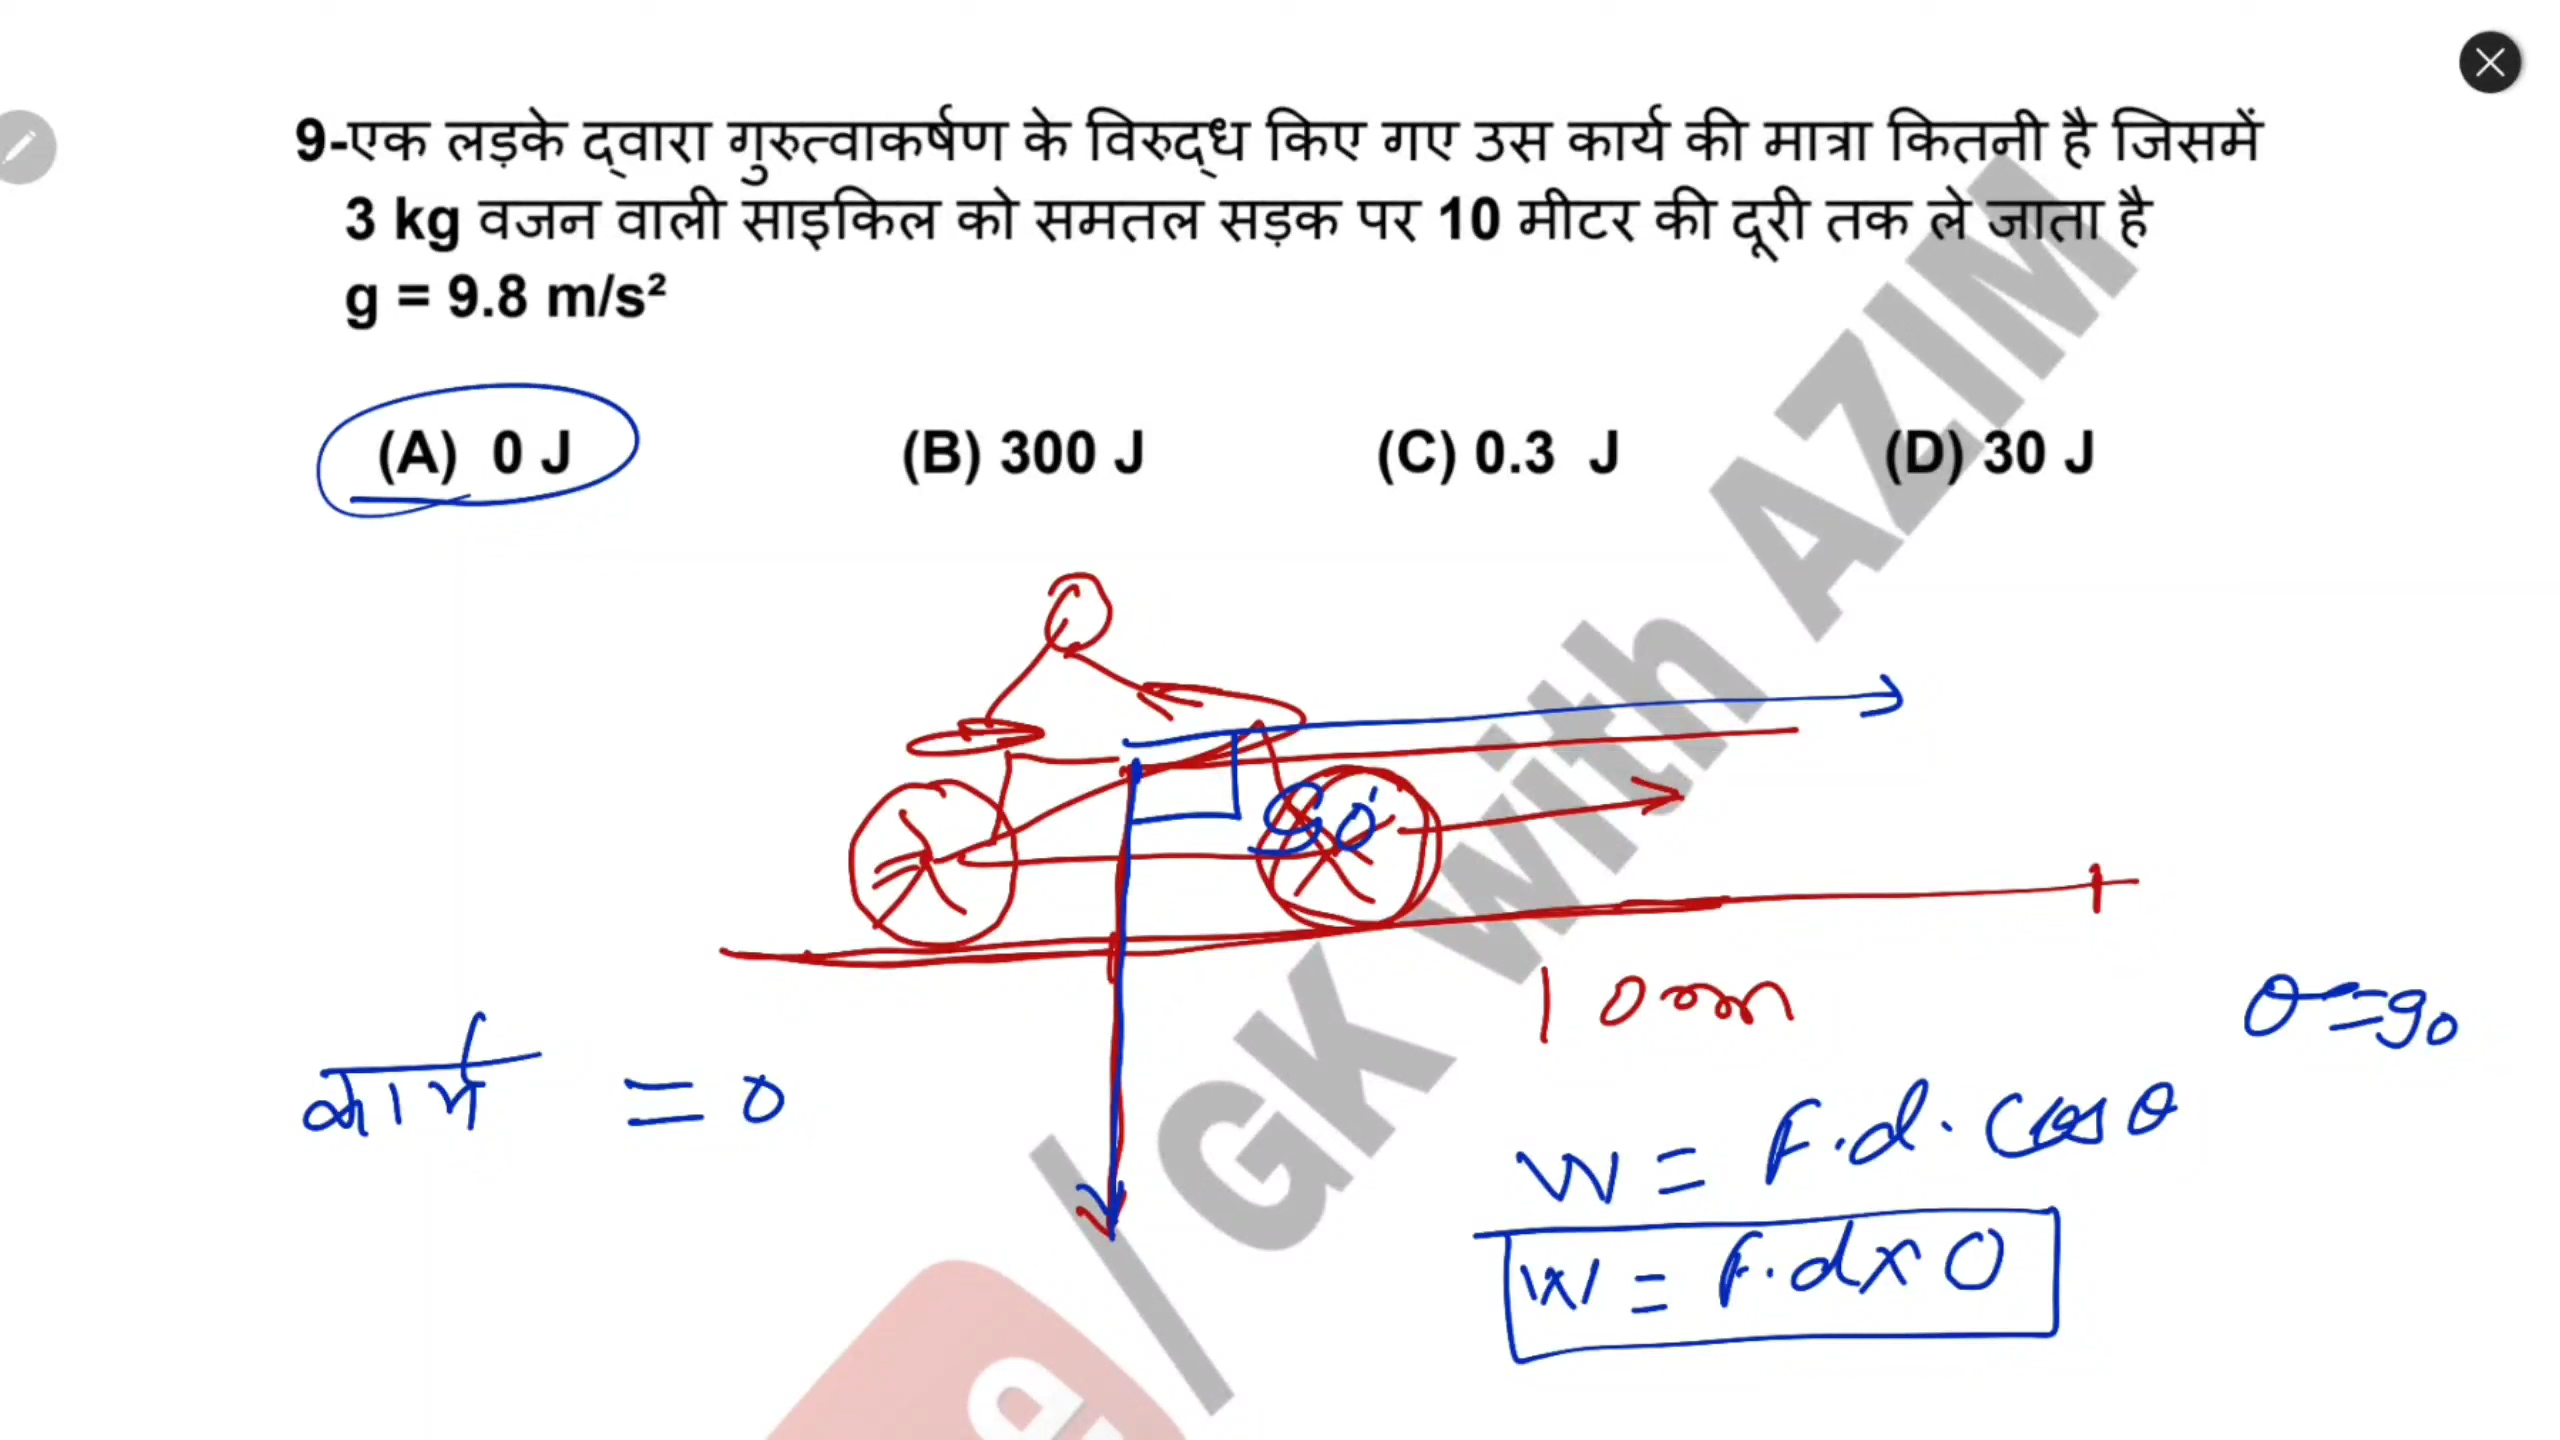 9-एक लड़के द्वारा गुरुत्वाकर्षण के विरुद्ध किए गए उस कार्य की मात्रा कितनी है जिसमें
3 kg वजन वाली साइकिल को समतल सड़क पर 10 मीटर की दूरी तक ले जाता है
g = 9.8 m/s²
(A) 0 J (B) 300 J (C) 0.3 J (D) 30 J
90°
10m
θ = 90
कार्य = 0
W = F.d. Cos θ
W = F.d x 0
/ GK with AZIM